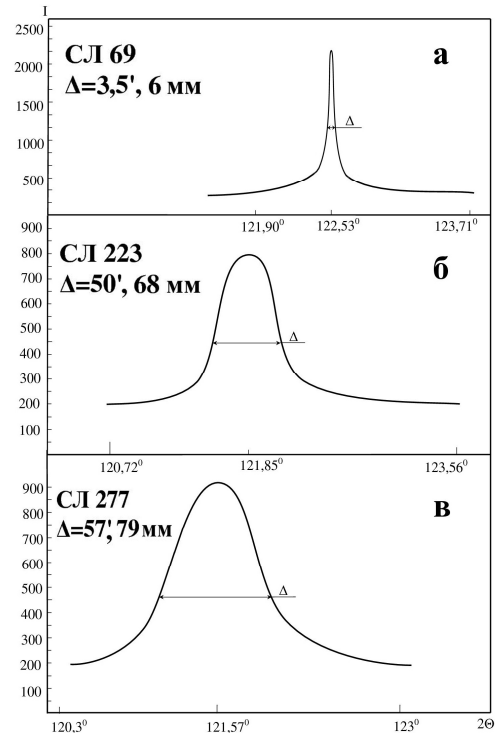 I
2500
СЛ 69
Δ=3,5', 6 мм
а
2000
1500
Δ
1000
500
121,90⁰ 122,53⁰ 123,71⁰
900
СЛ 223
Δ=50', 68 мм
б
800
700
600
500
Δ
400
300
200
100
120,72⁰ 121,85⁰ 123,56⁰
900
СЛ 277
Δ=57', 79 мм
в
800
700
600
500
Δ
400
300
200
100
120,3⁰ 121,57⁰ 123⁰ 2Θ